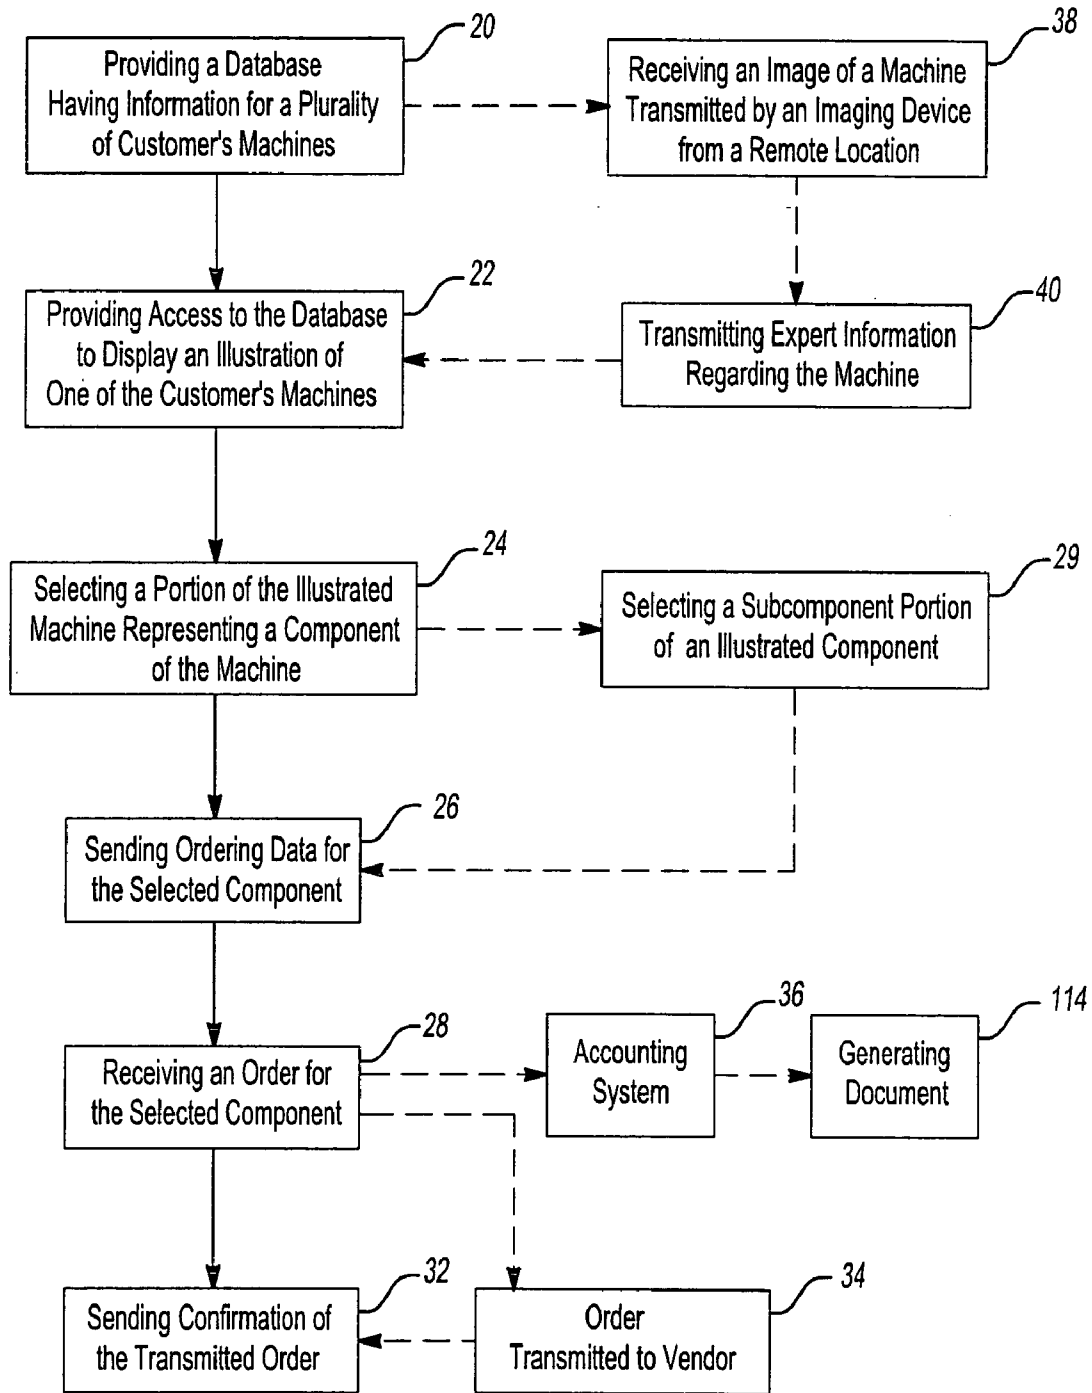 20
Providing a Database
Having Information for a Plurality
of Customer's Machines
38
Receiving an Image of a Machine
Transmitted by an Imaging Device
from a Remote Location
22
Providing Access to the Database
to Display an Illustration of
One of the Customer's Machines
40
Transmitting Expert Information
Regarding the Machine
24
Selecting a Portion of the Illustrated
Machine Representing a Component
of the Machine
29
Selecting a Subcomponent Portion
of an Illustrated Component
26
Sending Ordering Data for
the Selected Component
28
Receiving an Order for
the Selected Component
36
Accounting
System
114
Generating
Document
32
Sending Confirmation of
the Transmitted Order
34
Order
Transmitted to Vendor